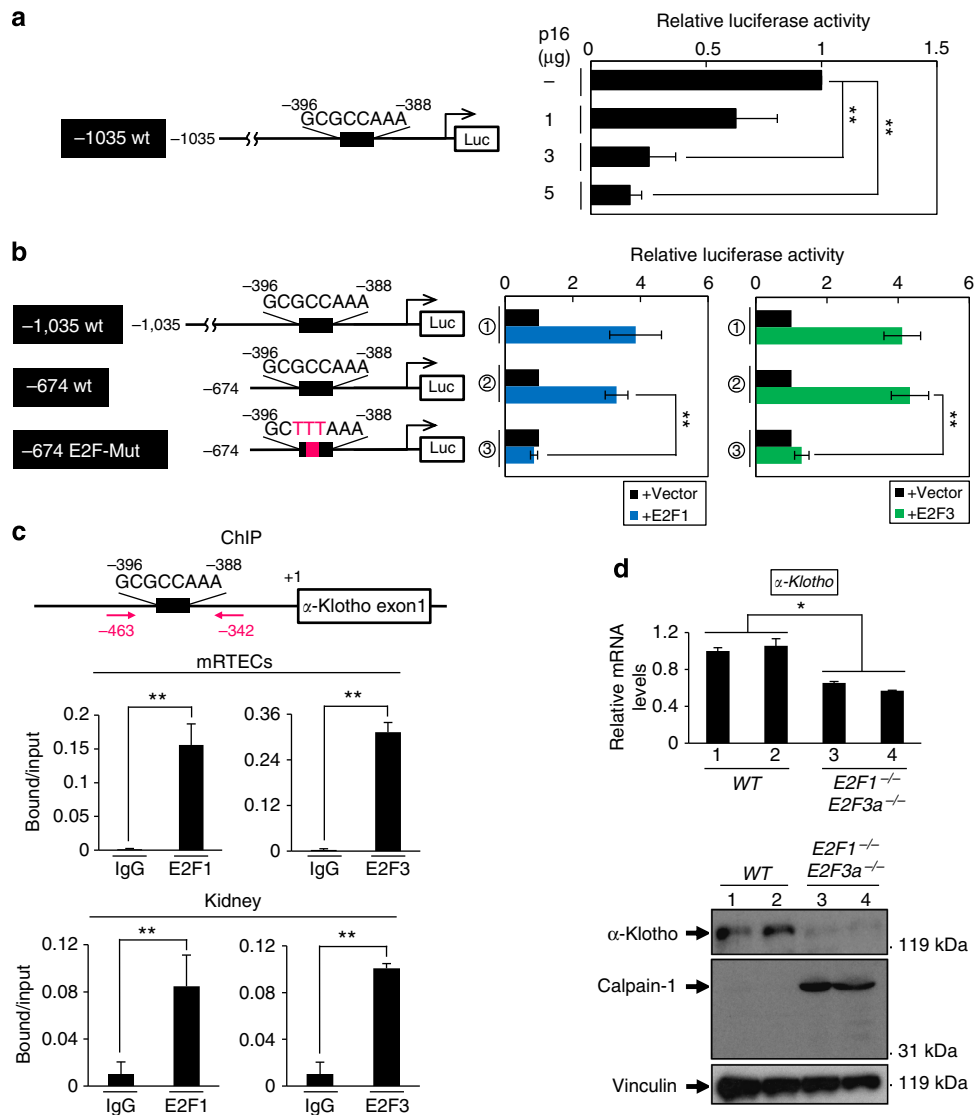 a
Relative luciferase activity
p16
(μg)
0 0.5 1 1.5
–1035 wt
–1035
–396 –388
GCGCCAAA
Luc
–
1
3
5
**
**
b
Relative luciferase activity
–1,035 wt
–1,035
–396 –388
GCGCCAAA
Luc
–674 wt
–674
–396 –388
GCGCCAAA
Luc
–674 E2F-Mut
–674
–396 –388
GCTTTAAA
Luc
0 2 4 6
①
②
③
**
+Vector
+E2F1
0 2 4 6
①
②
③
**
+Vector
+E2F3
c
ChIP
–396 –388
GCGCCAAA
+1
α-Klotho exon1
–463 –342
mRTECs
Bound/input
0.2
0.15
0.1
0.05
0
**
IgG E2F1
0.36
0.24
0.12
0
**
IgG E2F3
Kidney
Bound/input
0.12
0.08
0.04
0
**
IgG E2F1
0.12
0.08
0.04
0
**
IgG E2F3
d
α-Klotho
*
Relative mRNA
levels
1.2
0.8
0.4
0
1 2 3 4
WT
E2F1–/–
E2F3a–/–
E2F1–/–
WT E2F3a–/–
1 2 3 4
α-Klotho
119 kDa
Calpain-1
31 kDa
Vinculin
119 kDa